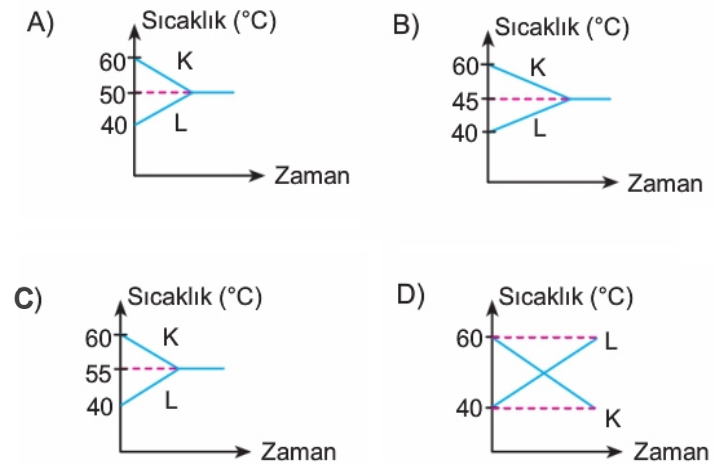 A)
Sıcaklık (°C)
60
K
50
40
L
Zaman
B)
Sıcaklık (°C)
60
K
45
40
L
Zaman
C)
Sıcaklık (°C)
60
K
55
40
L
Zaman
D)
Sıcaklık (°C)
60
L
40
K
Zaman